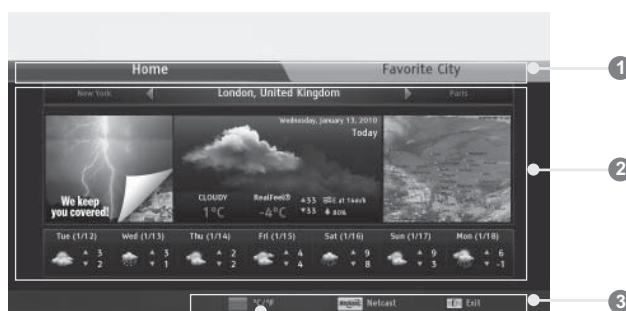 Home
Favorite City
1
New York
London, United Kingdom
Paris
Wednesday, January 13, 2010
Today
2
We keep
you covered!
CLOUDY
1°C
RealFeel®
-4°C
Tue (1/12)
3
2
Wed (1/13)
3
1
Thu (1/14)
2
2
Fri (1/15)
4
4
Sat (1/16)
9
8
Sun (1/17)
9
3
Mon (1/18)
6
-1
°C/°F
Netcast
Exit
3